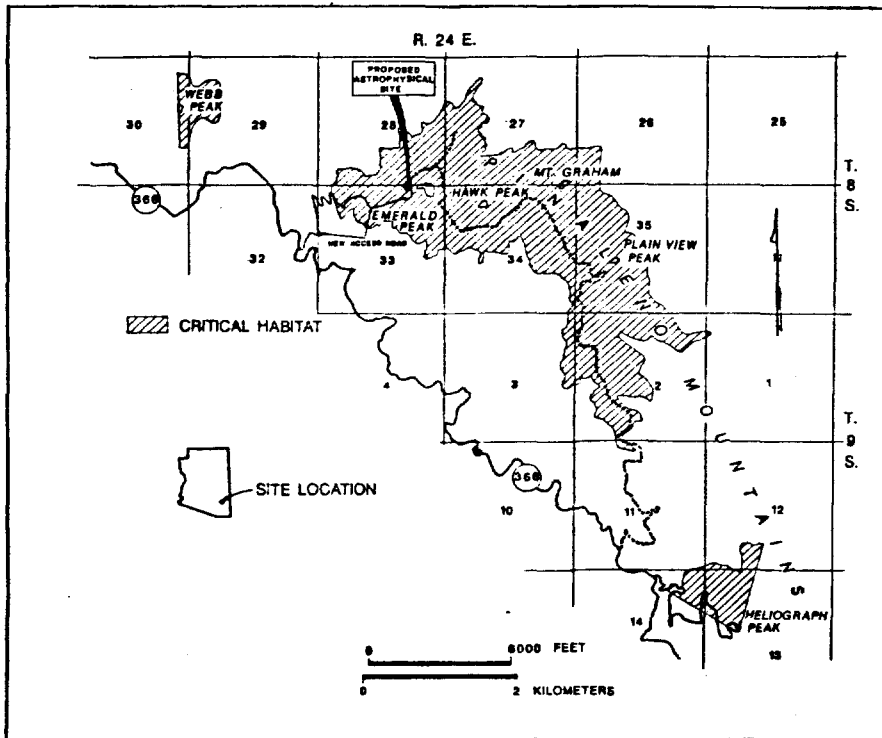 R. 24 E.
PROPOSED
ASTROPHYSICAL
SITE
WEBB
PEAK
30
29
28
27
26
25
T.
8
S.
366
MT. GRAHAM
HAWK PEAK
EMERALD
PEAK
35
PLAIN VIEW
PEAK
NEW ACCESS ROAD
32
33
34
PINALENO MOUNTAINS
CRITICAL HABITAT
4
3
2
1
T.
9
S.
SITE LOCATION
366
10
11
12
14
HELIOGRAPH
PEAK
13
0 6000 FEET
0 2 KILOMETERS